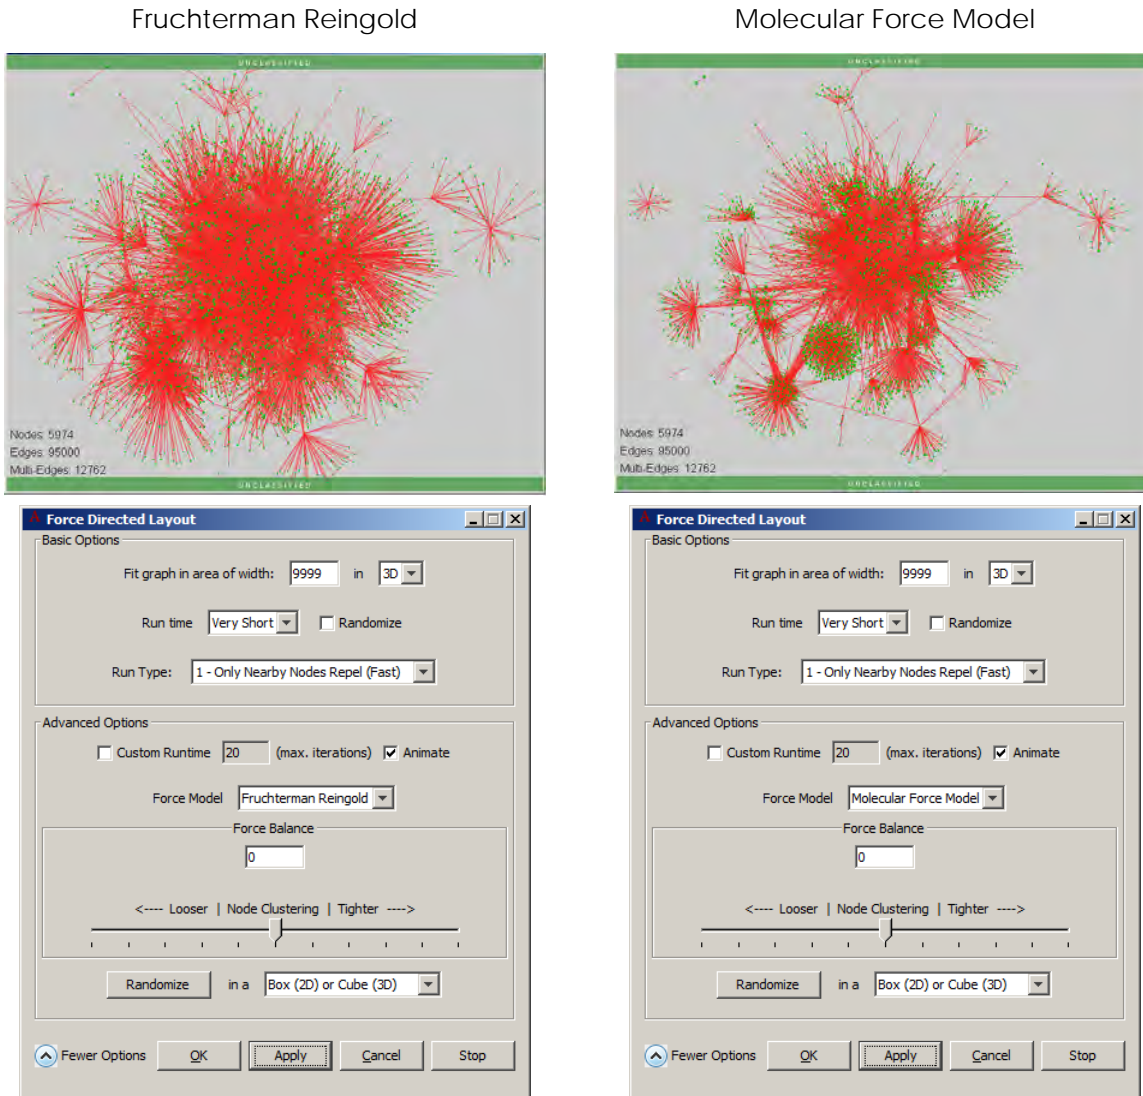 Fruchterman Reingold
UNCLASSIFIED
Nodes: 5974
Edges: 95000
Multi-Edges: 12762
UNCLASSIFIED
Force Directed Layout
Basic Options
Fit graph in area of width: 9999 in 3D
Run time Very Short Randomize
Run Type: 1 - Only Nearby Nodes Repel (Fast)
Advanced Options
Custom Runtime 20 (max. iterations) Animate
Force Model Fruchterman Reingold
Force Balance
0
<---- Looser | Node Clustering | Tighter ---->
Randomize in a Box (2D) or Cube (3D)
Fewer Options OK Apply Cancel Stop
Molecular Force Model
UNCLASSIFIED
Nodes: 5974
Edges: 95000
Multi-Edges: 12762
UNCLASSIFIED
Force Directed Layout
Basic Options
Fit graph in area of width: 9999 in 3D
Run time Very Short Randomize
Run Type: 1 - Only Nearby Nodes Repel (Fast)
Advanced Options
Custom Runtime 20 (max. iterations) Animate
Force Model Molecular Force Model
Force Balance
0
<---- Looser | Node Clustering | Tighter ---->
Randomize in a Box (2D) or Cube (3D)
Fewer Options OK Apply Cancel Stop